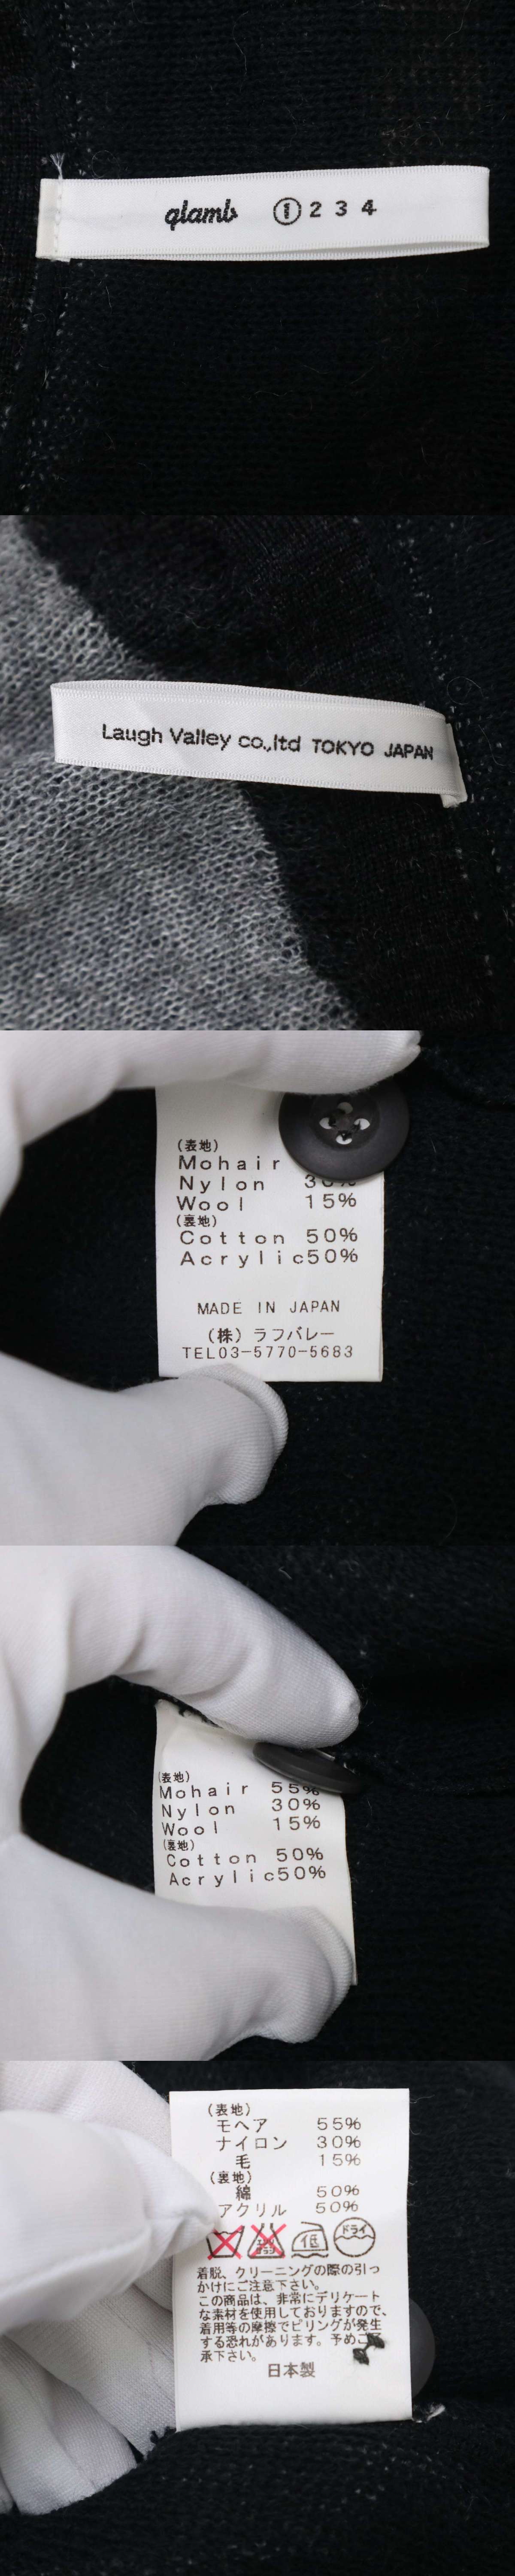 glamb ① 2 3 4
Laugh Valley co.,ltd TOKYO JAPAN
(表地)
Mohair
Nylon 30%
Wool 15%
(裏地)
Cotton 50%
Acrylic50%
MADE IN JAPAN
(株) ラフバレー
TEL03-5770-5683
(表地)
Mohair 55%
Nylon 30%
Wool 15%
(裏地)
Cotton 50%
Acrylic50%
(表地)
モヘア 55%
ナイロン 30%
毛 15%
(裏地)
綿 50%
アクリル 50%
低 ドライ
着脱、クリーニングの際の引っ
かけにご注意下さい。
この商品は、非常にデリケート
な素材を使用しておりますので、
着用等の摩擦でピリングが発生
する恐れがあります。予めご了
承下さい。
日本製